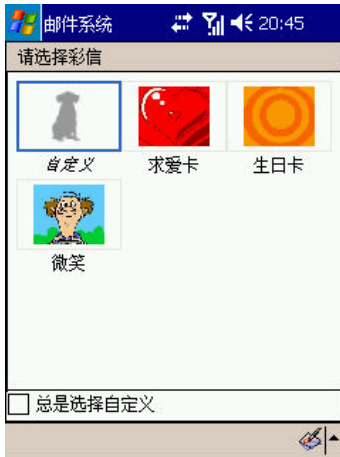 邮件系统 20:45
请选择彩信
自定义 求爱卡 生日卡
微笑
总是选择自定义